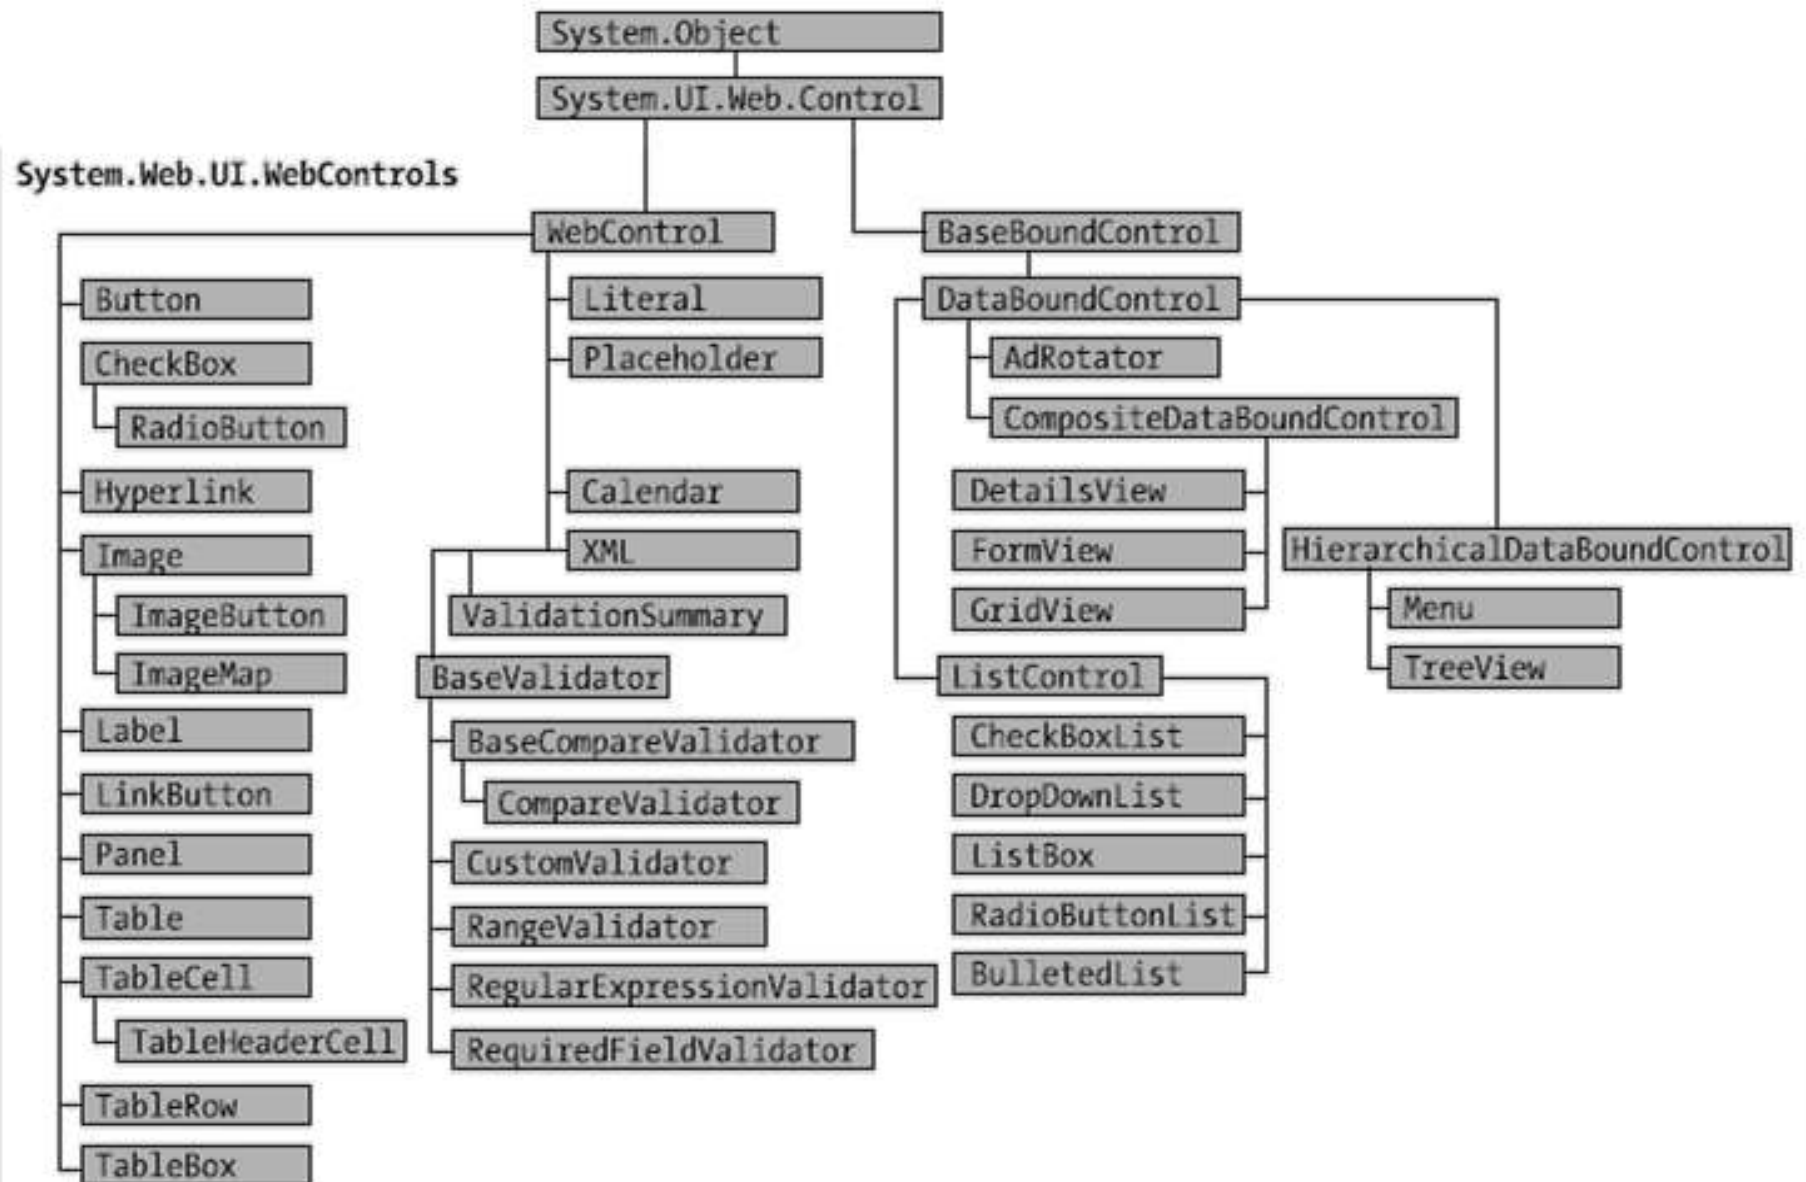 System.Object
System.UI.Web.Control
System.Web.UI.WebControls
WebControl
Button
CheckBox
RadioButton
Hyperlink
Image
ImageButton
ImageMap
Label
LinkButton
Panel
Table
TableCell
TableHeaderCell
TableRow
TableBox
Literal
Placeholder
Calendar
XML
ValidationSummary
BaseValidator
BaseCompareValidator
CompareValidator
CustomValidator
RangeValidator
RegularExpressionValidator
RequiredFieldValidator
BaseBoundControl
DataBoundControl
AdRotator
CompositeDataBoundControl
DetailsView
FormView
GridView
ListControl
CheckBoxList
DropDownList
ListBox
RadioButtonList
BulletedList
HierarchicalDataBoundControl
Menu
TreeView